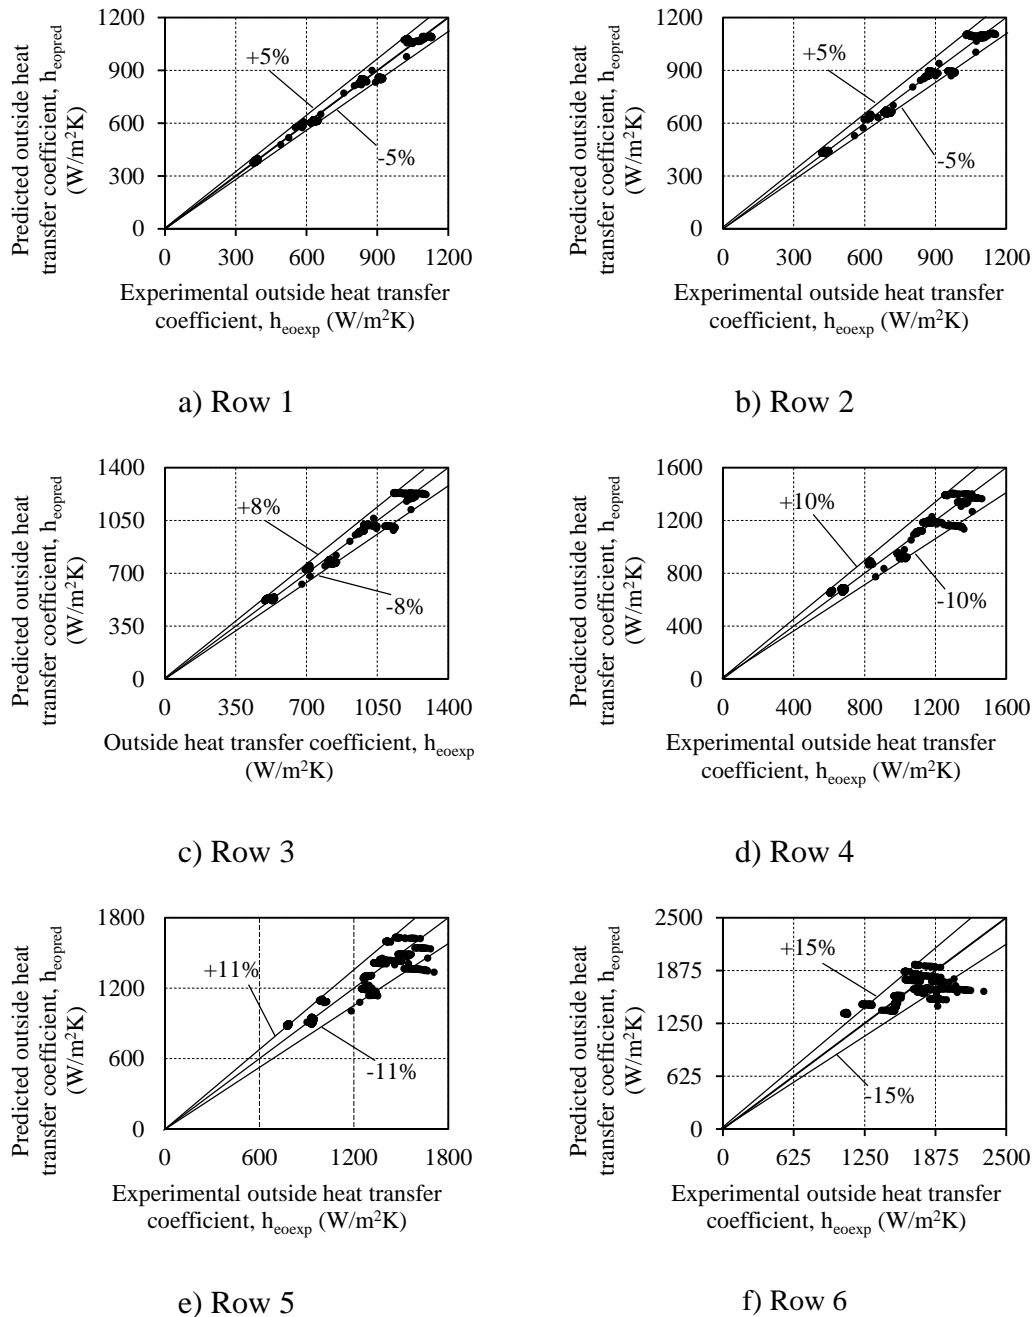 Predicted outside heat
transfer coefficient, h_eopred
(W/m²K)
1200
900
600
300
0
+5%
-5%
0 300 600 900 1200
Experimental outside heat transfer
coefficient, h_eoexp (W/m²K)
a) Row 1
Predicted outside heat
transfer coefficient, h_eopred
(W/m²K)
1200
900
600
300
0
+5%
-5%
0 300 600 900 1200
Experimental outside heat transfer
coefficient, h_eoexp (W/m²K)
b) Row 2
Predicted outside heat
transfer coefficient, h_eopred
(W/m²K)
1400
1050
700
350
0
+8%
-8%
0 350 700 1050 1400
Outside heat transfer coefficient, h_eoexp
(W/m²K)
c) Row 3
Predicted outside heat
transfer coefficient, h_eopred
(W/m²K)
1600
1200
800
400
0
+10%
-10%
0 400 800 1200 1600
Experimental outside heat transfer
coefficient, h_eoexp (W/m²K)
d) Row 4
Predicted outside heat
transfer coefficient, h_eopred
(W/m²K)
1800
1200
600
0
+11%
-11%
0 600 1200 1800
Experimental outside heat transfer
coefficient, h_eoexp (W/m²K)
e) Row 5
Predicted outside heat
transfer coefficient, h_eopred
(W/m²K)
2500
1875
1250
625
0
+15%
-15%
0 625 1250 1875 2500
Experimental outside heat transfer
coefficient, h_eoexp (W/m²K)
f) Row 6